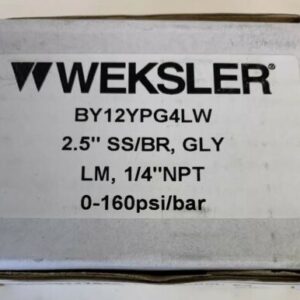 WEKSLER
BY12YPG4LW
2.5" SS/BR, GLY
LM, 1/4"NPT
0-160psi/bar